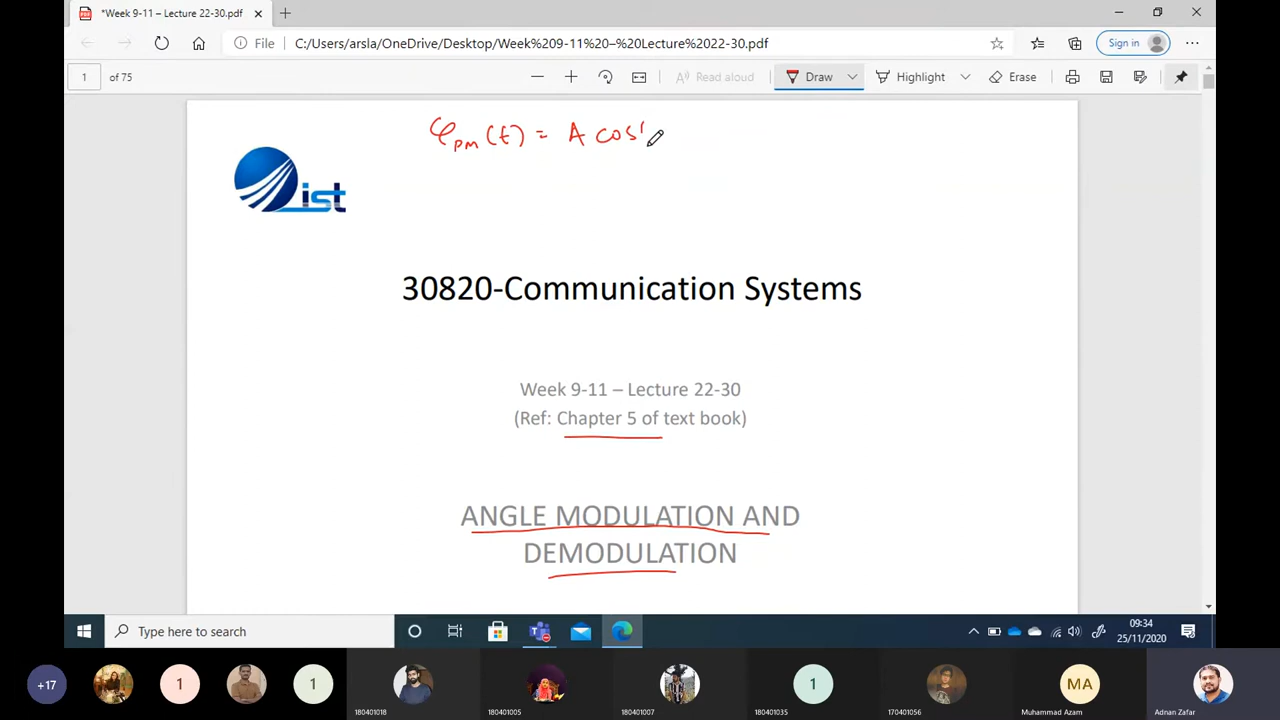 *Week 9-11 – Lecture 22-30.pdf
File C:/Users/arsla/OneDrive/Desktop/Week%209-11%20–%20Lecture%2022-30.pdf
Sign in
1 of 75
Read aloud
Draw
Highlight
Erase
φPM(t) = A cos
ist
30820-Communication Systems
Week 9-11 – Lecture 22-30
(Ref: Chapter 5 of text book)
ANGLE MODULATION AND
DEMODULATION
Type here to search
09:34
25/11/2020
+17
1
1
1
MA
180401018
180401005
180401007
180401035
170401056
Muhammad Azam
Adnan Zafar